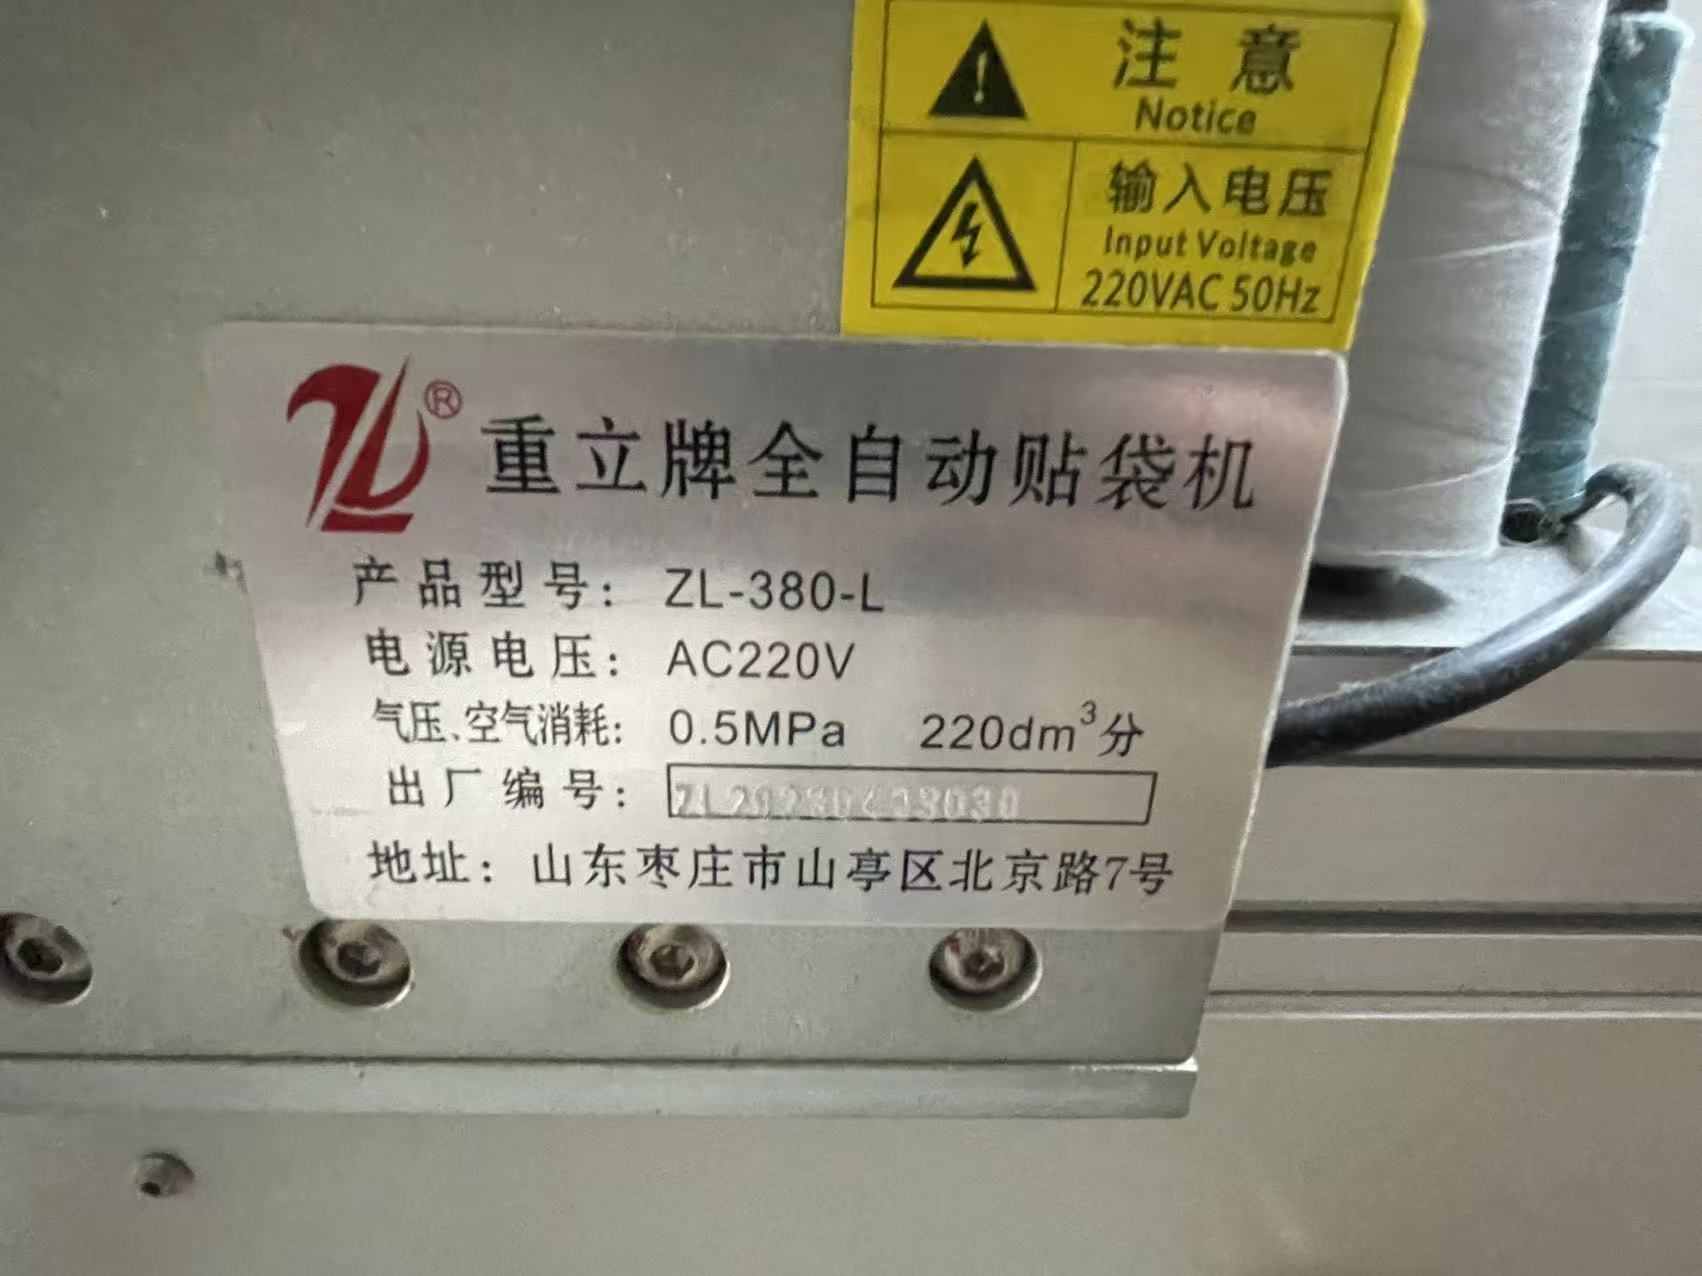 注意
Notice
输入电压
Input Voltage
220VAC 50Hz
ZL®
重立牌全自动贴袋机
产品型号：ZL-380-L
电源电压：AC220V
气压、空气消耗：0.5MPa 220dm³分
出厂编号：
地址：山东枣庄市山亭区北京路7号